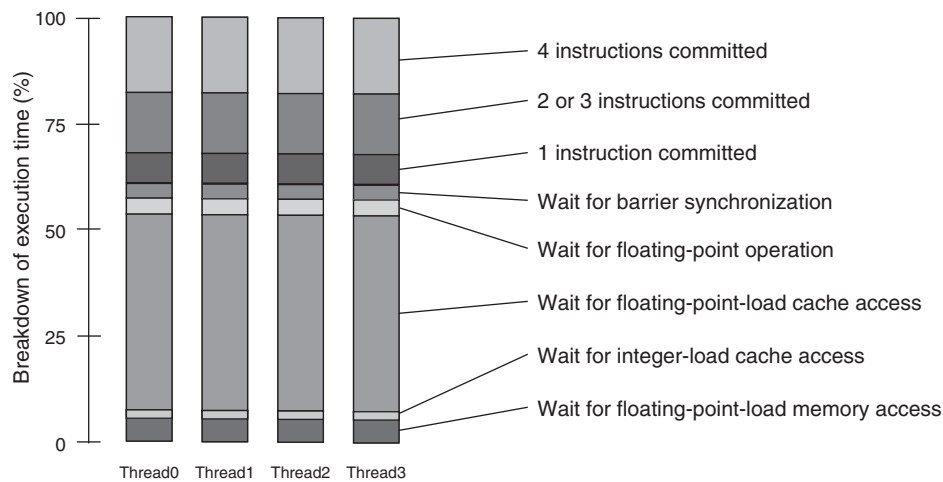 Breakdown of execution time (%)
100
75
50
25
0
Thread0 Thread1 Thread2 Thread3
4 instructions committed
2 or 3 instructions committed
1 instruction committed
Wait for barrier synchronization
Wait for floating-point operation
Wait for floating-point-load cache access
Wait for integer-load cache access
Wait for floating-point-load memory access